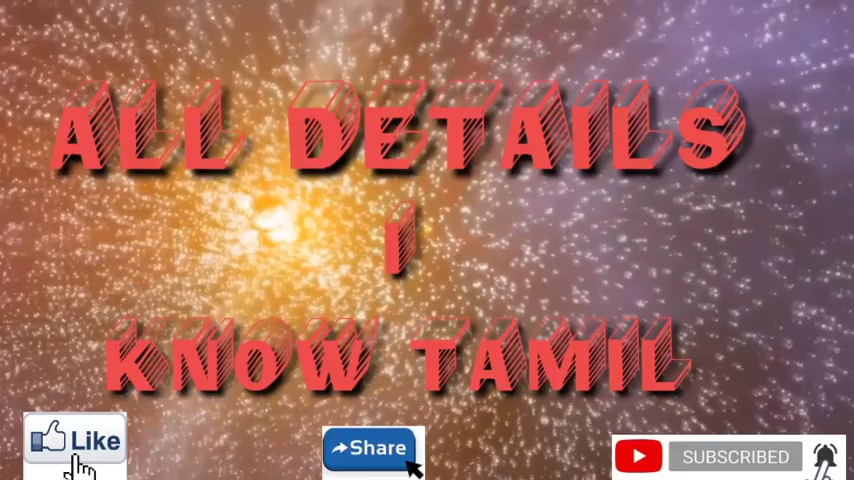 ALL DETAILS
I
KNOW TAMIL
Like
Share
SUBSCRIBED